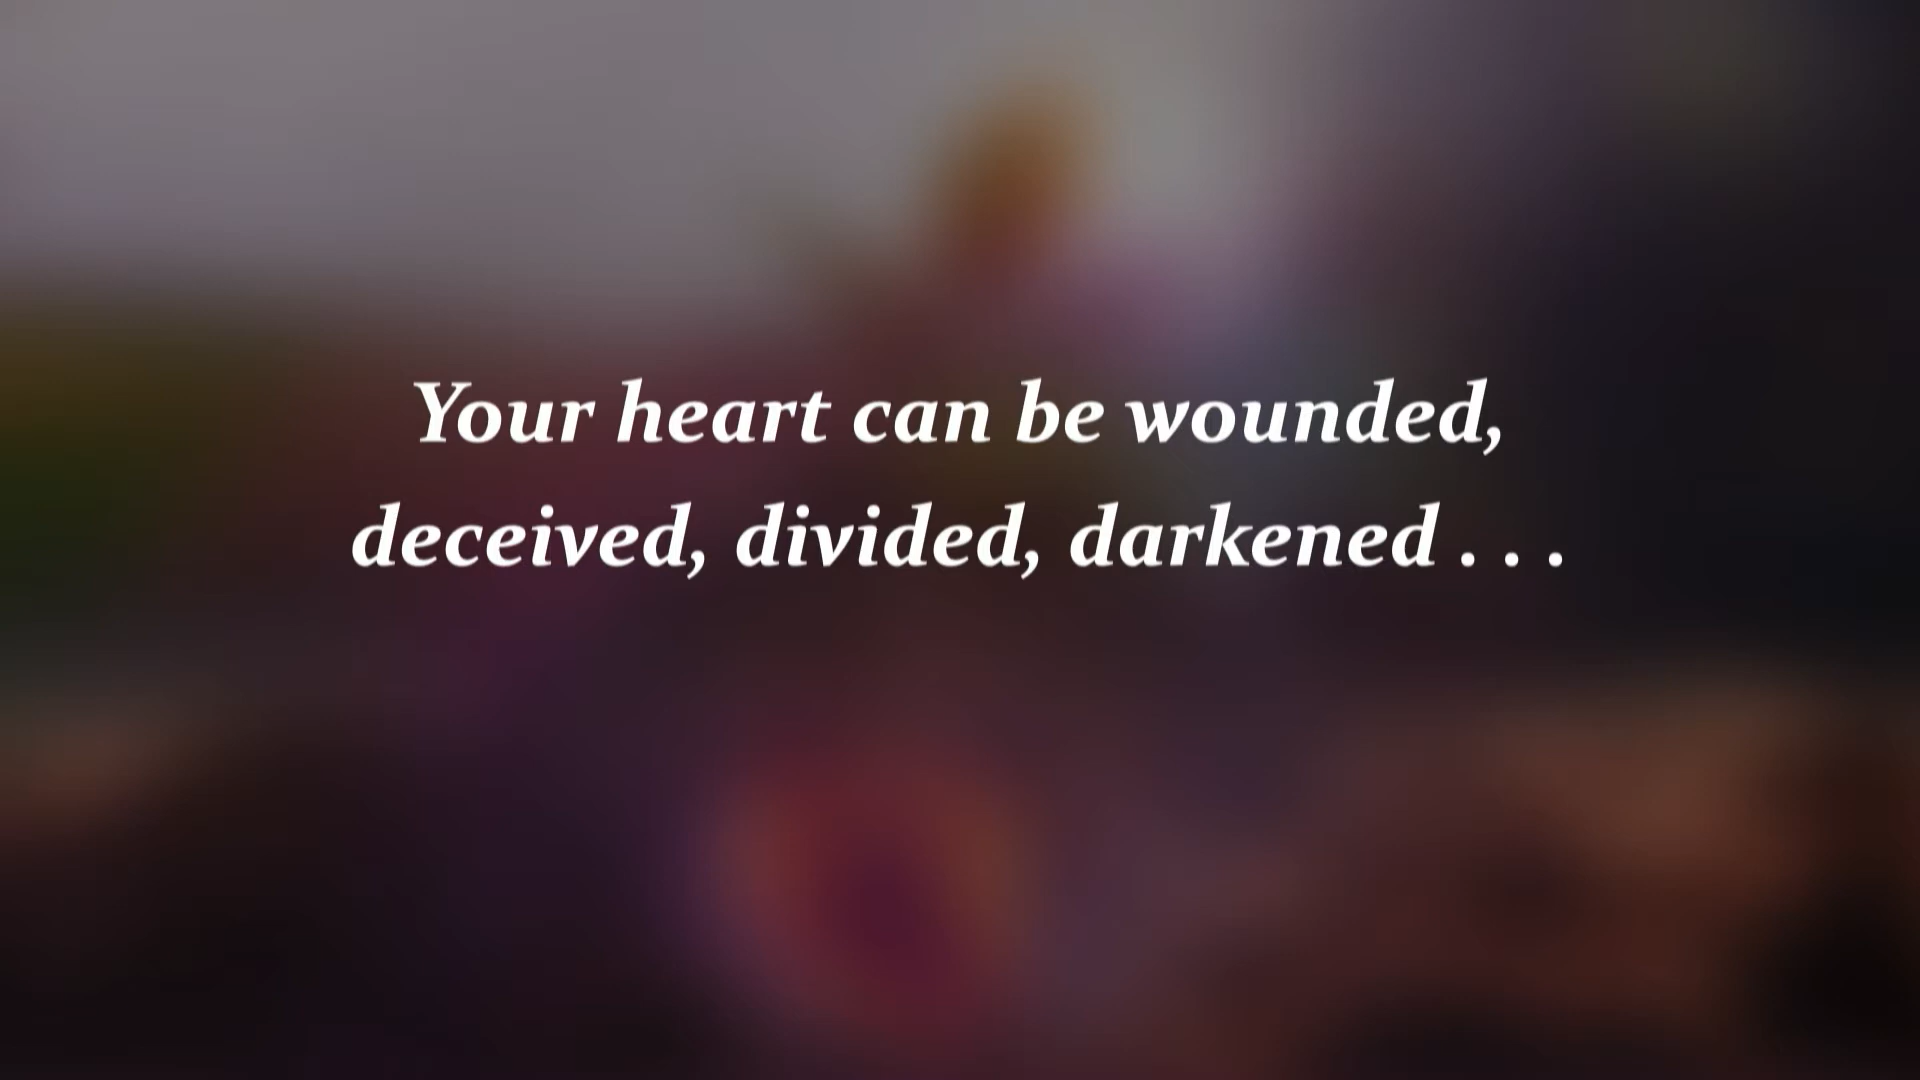 Your heart can be wounded,
deceived, divided, darkened . . .